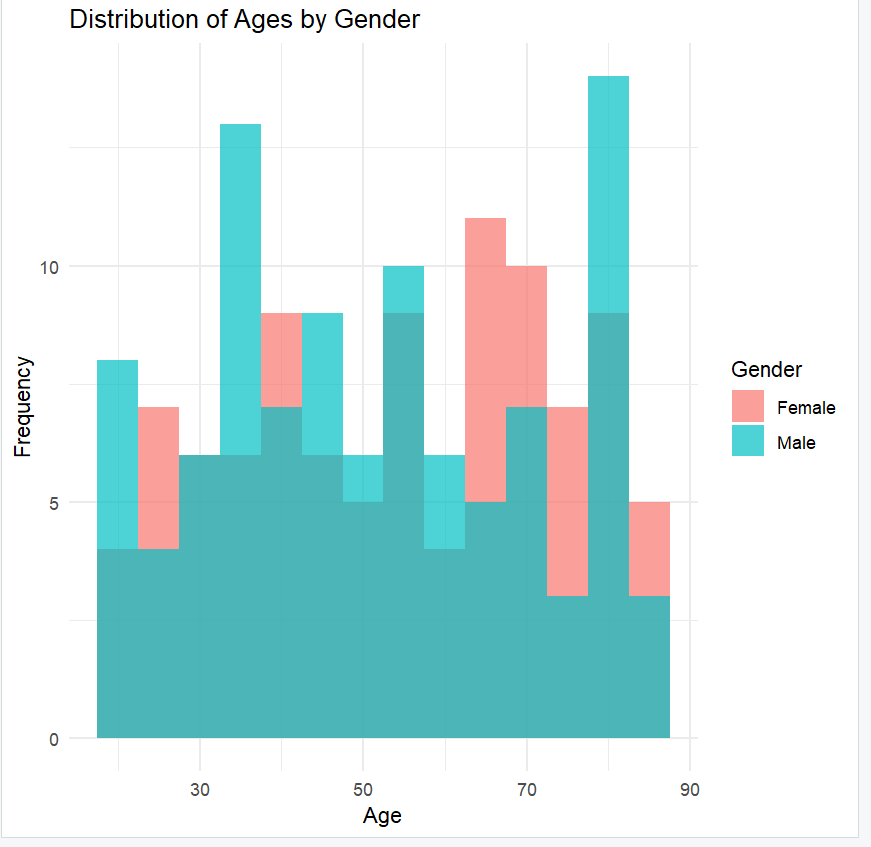 Distribution of Ages by Gender
10
5
0
Frequency
30 50 70 90
Age
Gender
Female
Male